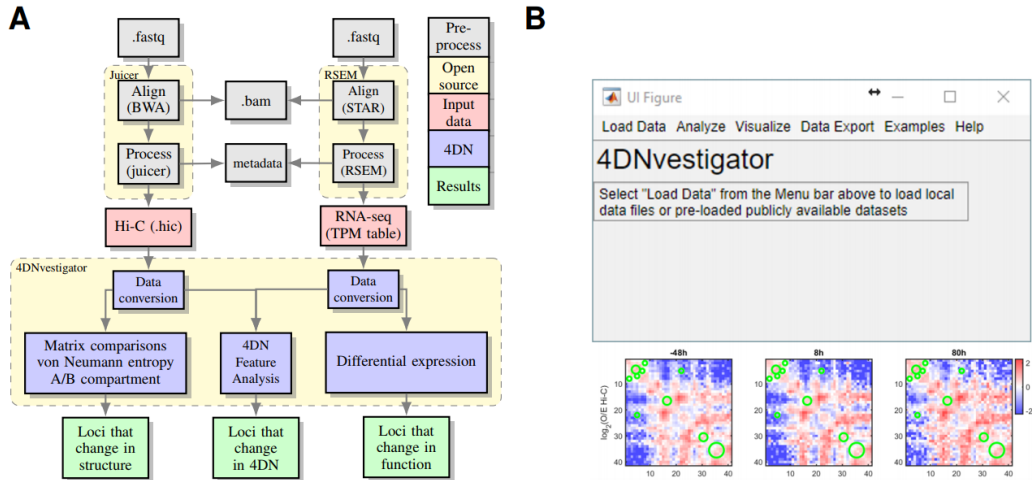 A
.fastq
.fastq
Juicer
RSEM
Align
(BWA)
.bam
Align
(STAR)
Process
(juicer)
metadata
Process
(RSEM)
Hi-C (.hic)
RNA-seq
(TPM table)
4DNvestigator
Data
conversion
Data
conversion
Matrix comparisons
von Neumann entropy
A/B compartment
4DN
Feature
Analysis
Differential expression
Loci that
change in
structure
Loci that
change
in 4DN
Loci that
change in
function
Pre-
process
Open
source
Input
data
4DN
Results
B
UI Figure
Load Data Analyze Visualize Data Export Examples Help
4DNvestigator
Select "Load Data" from the Menu bar above to load local
data files or pre-loaded publicly available datasets
-48h
8h
80h
log2(O/E Hi-C)
10
20
30
40
10 20 30 40
10
20
30
40
10 20 30 40
10
20
30
40
10 20 30 40
2
0
-2